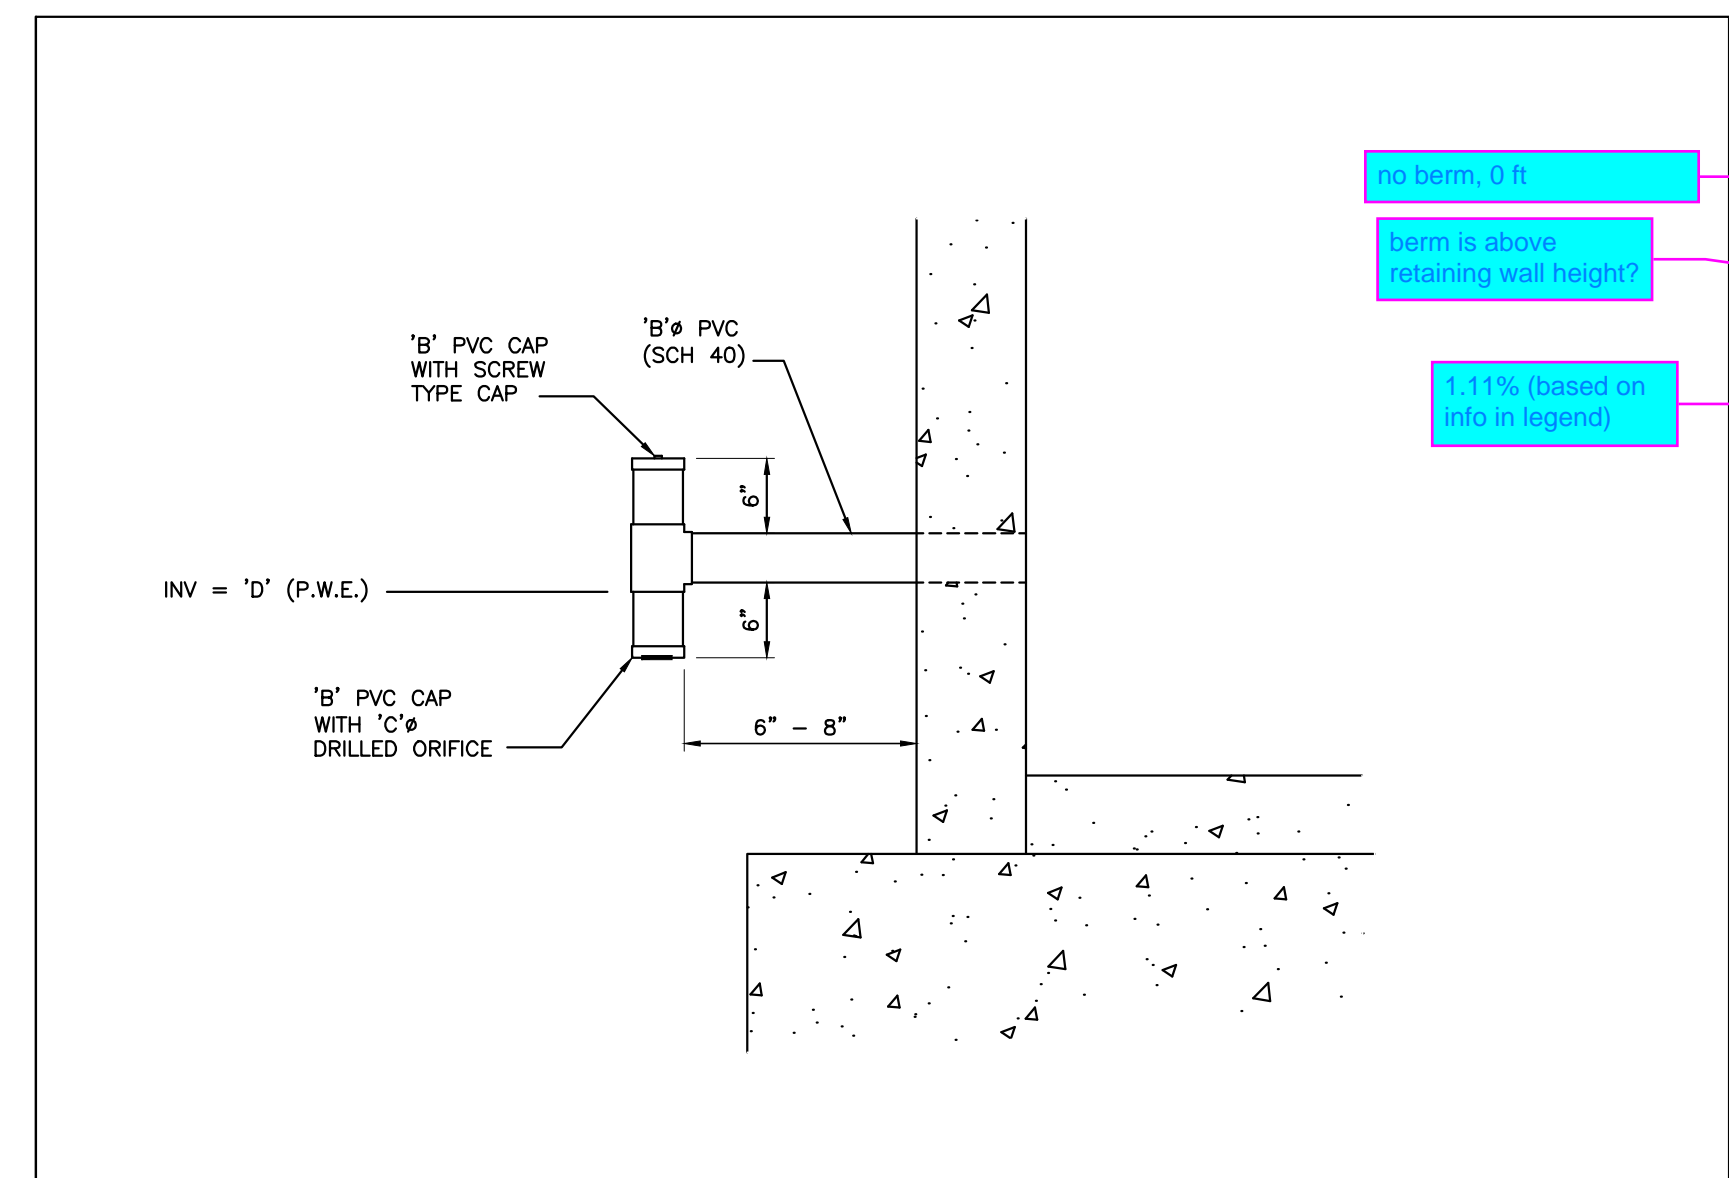 no berm, 0 ft
berm is above
retaining wall height?
'B'ø PVC
(SCH 40)
'B' PVC CAP
WITH SCREW
TYPE CAP
1.11% (based on
info in legend)
6"
INV = 'D' (P.W.E.)
6"
'B' PVC CAP
WITH 'C'ø
DRILLED ORIFICE
6" - 8"